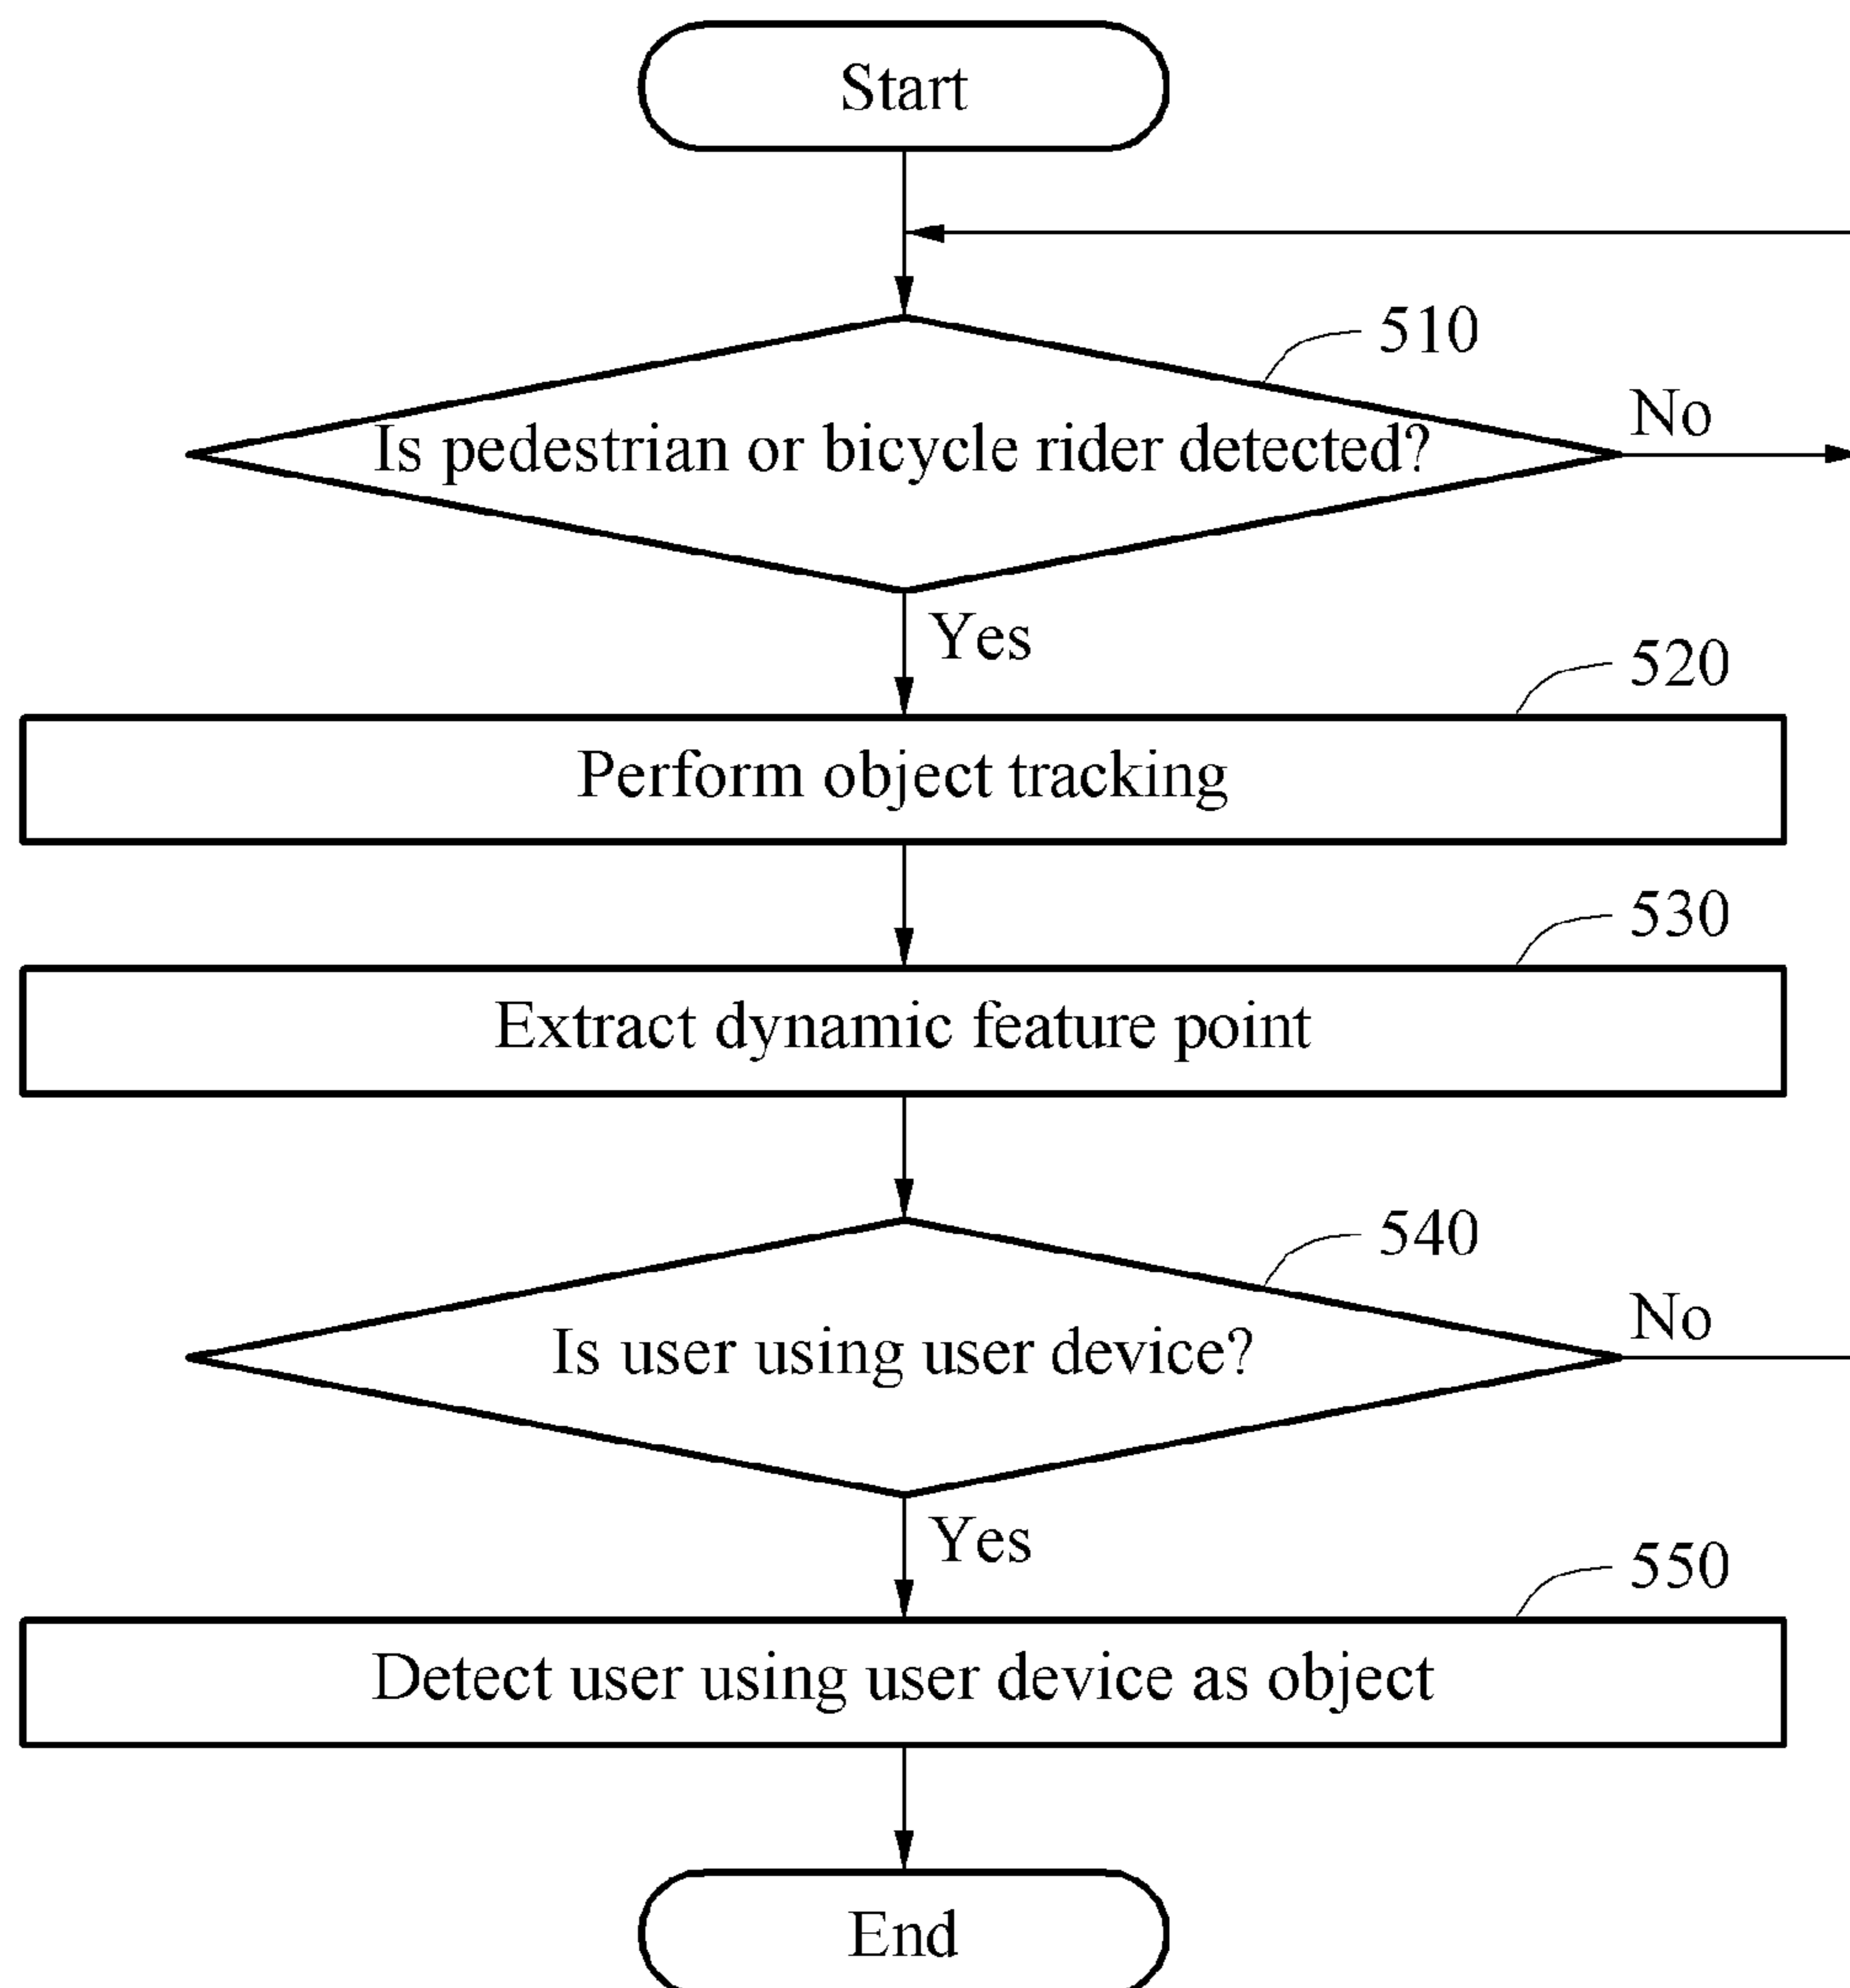 Start
510
Is pedestrian or bicycle rider detected?
No
Yes
520
Perform object tracking
530
Extract dynamic feature point
540
Is user using user device?
No
Yes
550
Detect user using user device as object
End